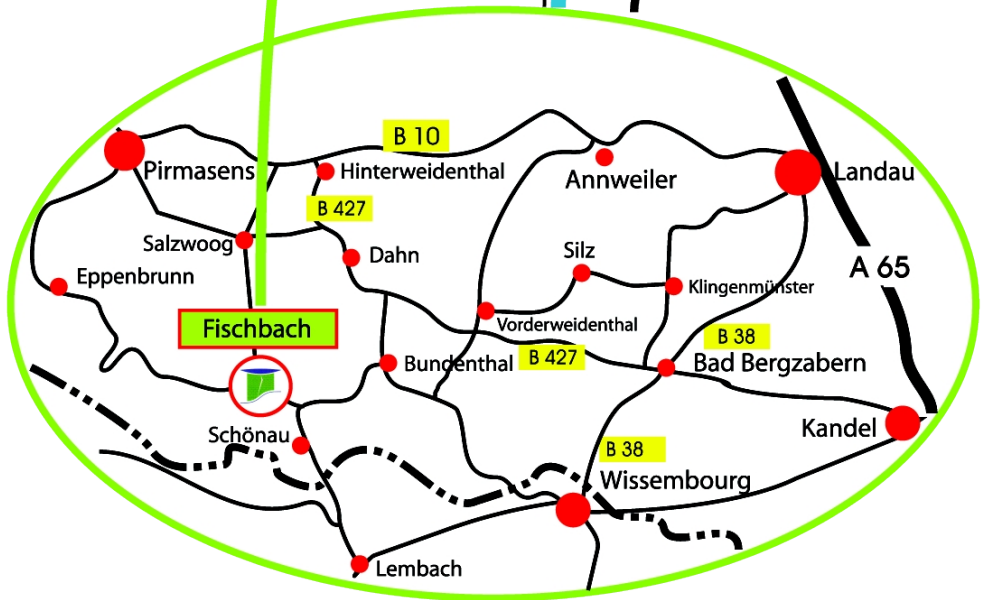 B 10
Pirmasens
Hinterweidenthal
Annweiler
Landau
B 427
Salzwoog
Dahn
Silz
A 65
Eppenbrunn
Klingenmünster
Fischbach
Vorderweidenthal
B 38
Bundenthal
B 427
Bad Bergzabern
Kandel
Schönau
B 38
Wissembourg
Lembach